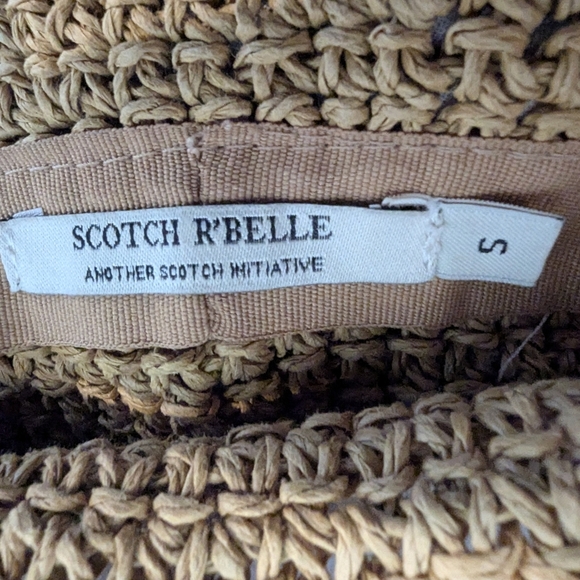 SCOTCH R'BELLE
ANOTHER SCOTCH INITIATIVE
S